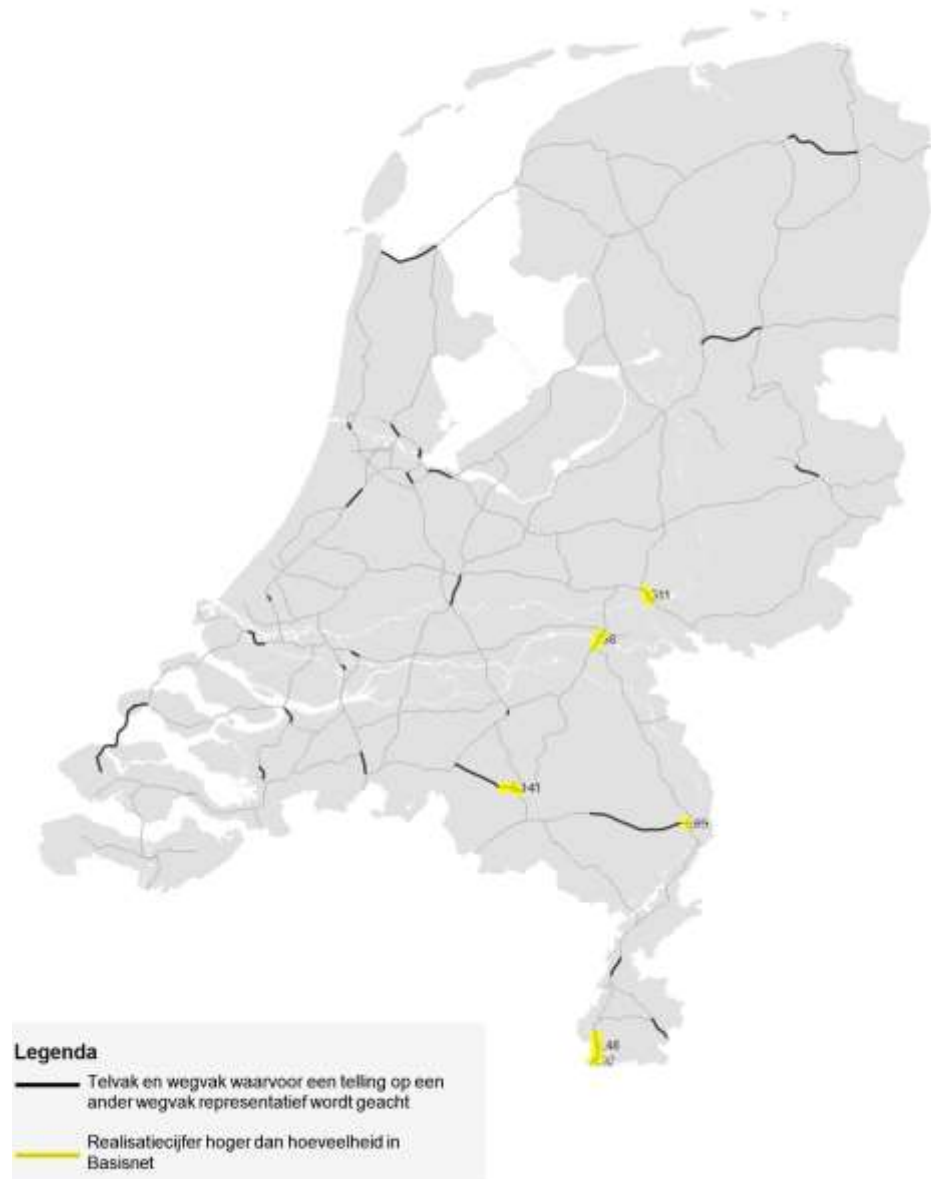 Legenda
Telvak en wegvak waarvoor een telling op een
ander wegvak representatief wordt geacht
Realisatiecijfer hoger dan hoeveelheid in
Basisnet